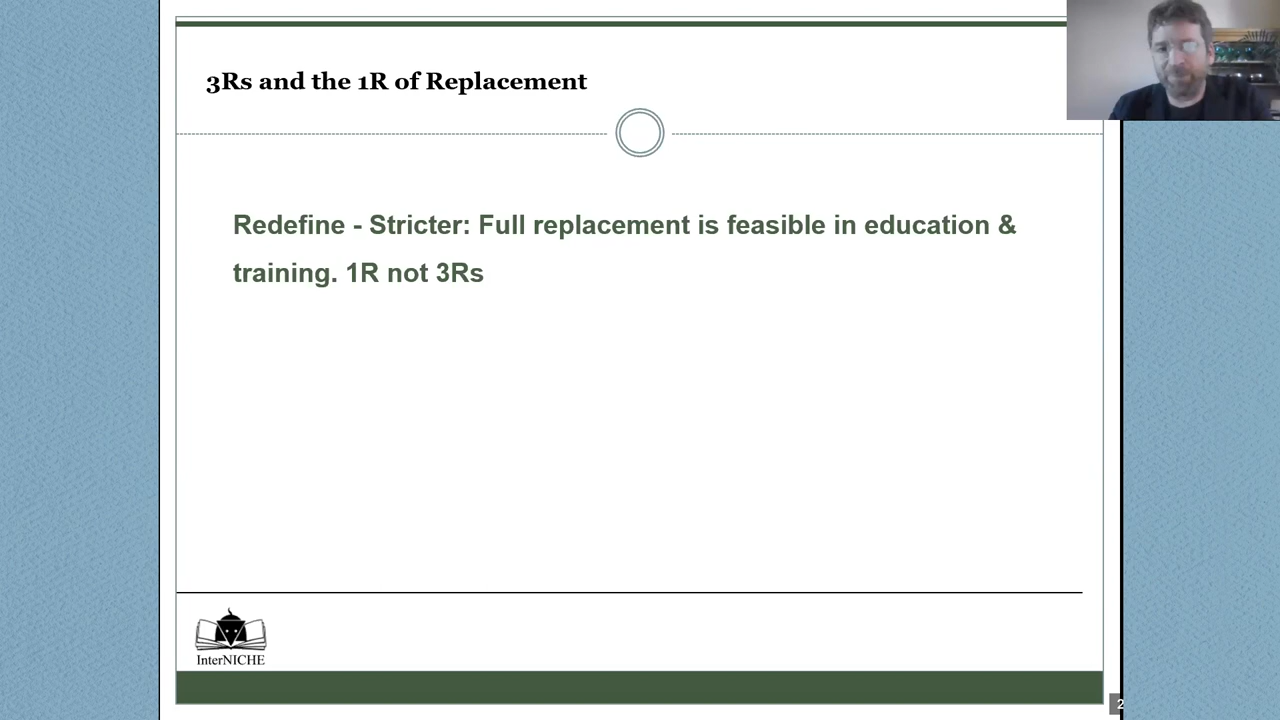 3Rs and the 1R of Replacement
Redefine - Stricter: Full replacement is feasible in education &
training. 1R not 3Rs
InterNICHE
2